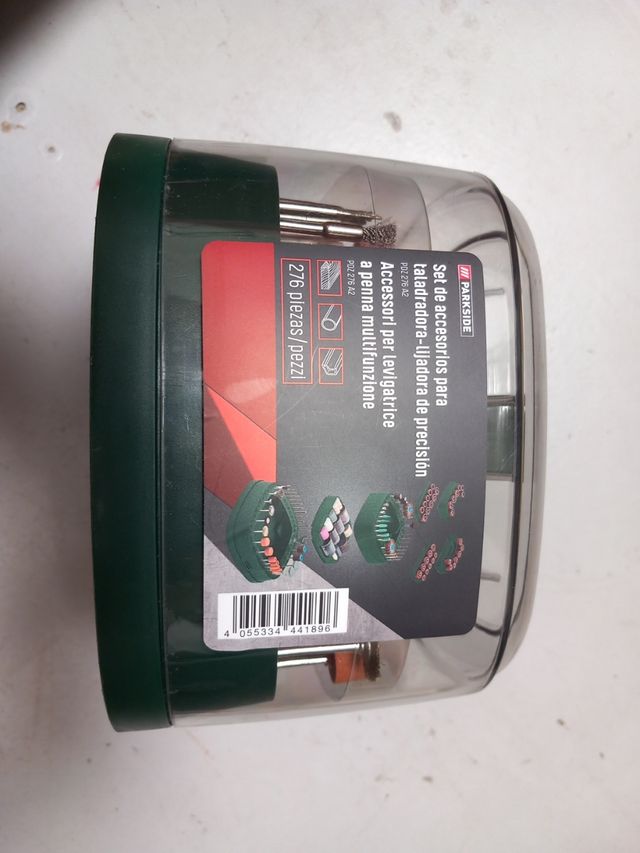 /// PARKSIDE
Set de accesorios para
taladradora-lijadora de precisión
PDZ 276 A2
Accessori per levigatrice
a penna multifunzione
PDZ 276 A2
276 piezas/pezzi
4 055334 441896